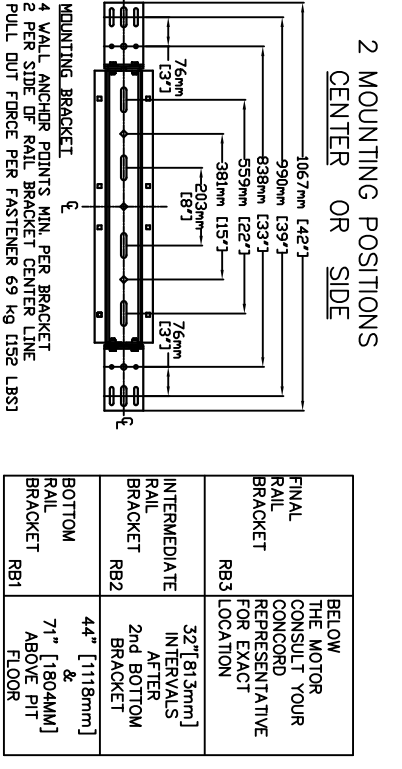 2 MOUNTING POSITIONS
CENTER OR SIDE
1067mm [42"]
990mm [39"]
838mm [33"]
559mm [22"]
381mm [15"]
203mm
[8"]
76mm
[3"]
76mm
[3"]
℄
℄
MOUNTING BRACKET
4 WALL ANCHOR POINTS MIN. PER BRACKET
2 PER SIDE OF RAIL BRACKET CENTER LINE
PULL OUT FORCE PER FASTENER 69 kg [152 LBS]
FINAL
RAIL
BRACKET
RB3
BELOW
THE MOTOR
CONSULT YOUR
CONCORD
REPRESENTATIVE
FOR EXACT
LOCATION
INTERMEDIATE
RAIL
BRACKET
RB2
32"[813mm]
INTERVALS
AFTER
2nd BOTTOM
BRACKET
BOTTOM
RAIL
BRACKET
RB1
44" [1118mm]
&
71" [1804MM]
ABOVE PIT
FLOOR